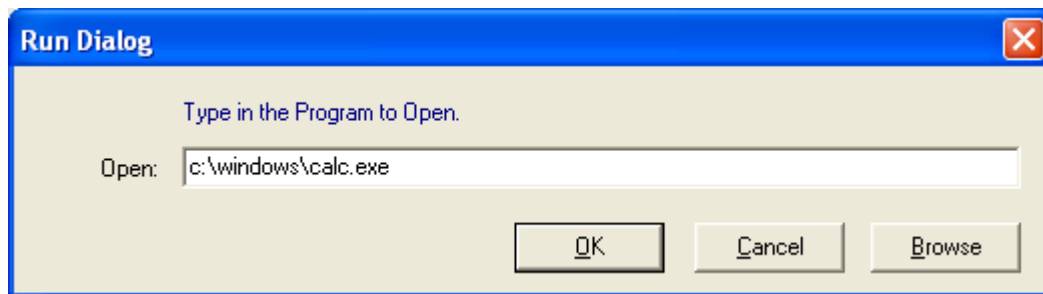 Run Dialog
Type in the Program to Open.
Open: c:\windows\calc.exe
OK Cancel Browse